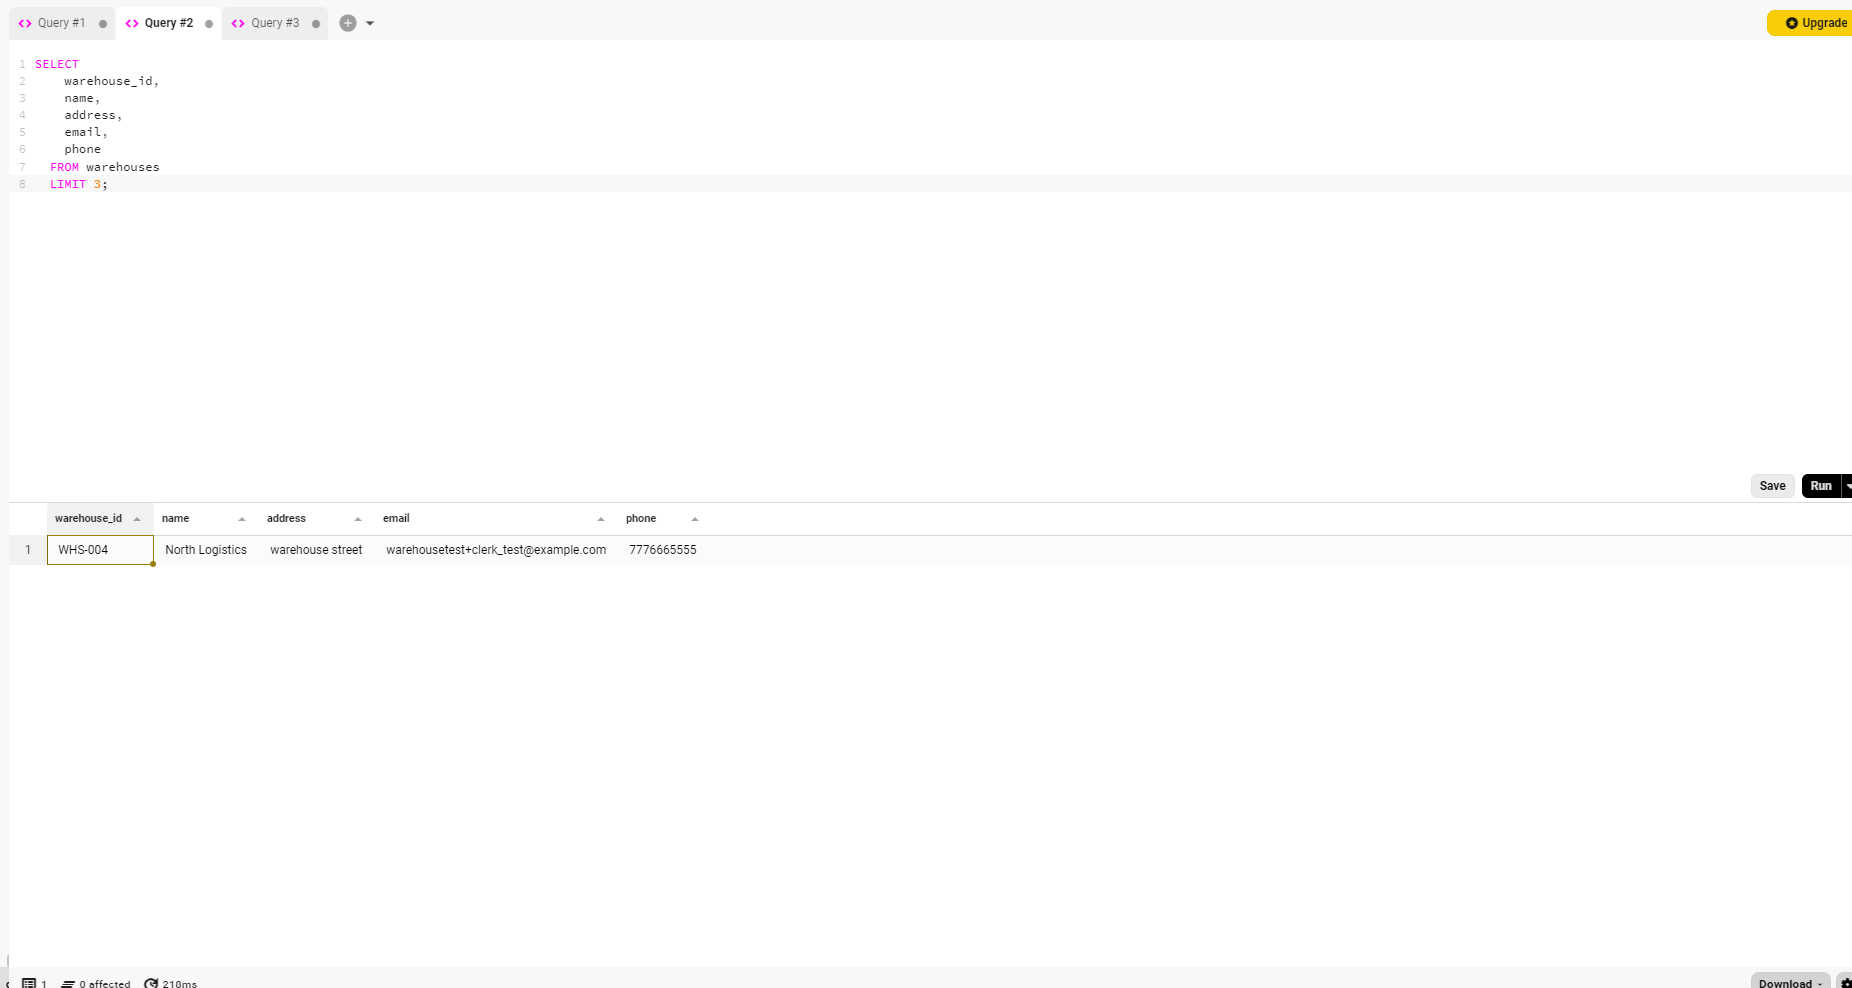 Query #1 Query #2 Query #3 Upgrade
1 SELECT
2 warehouse_id,
3 name,
4 address,
5 email,
6 phone
7 FROM warehouses
8 LIMIT 3;
Save Run
warehouse_id name address email phone
1 WHS-004 North Logistics warehouse street warehousetest+clerk_test@example.com 7776665555
1 0 affected 210ms Download